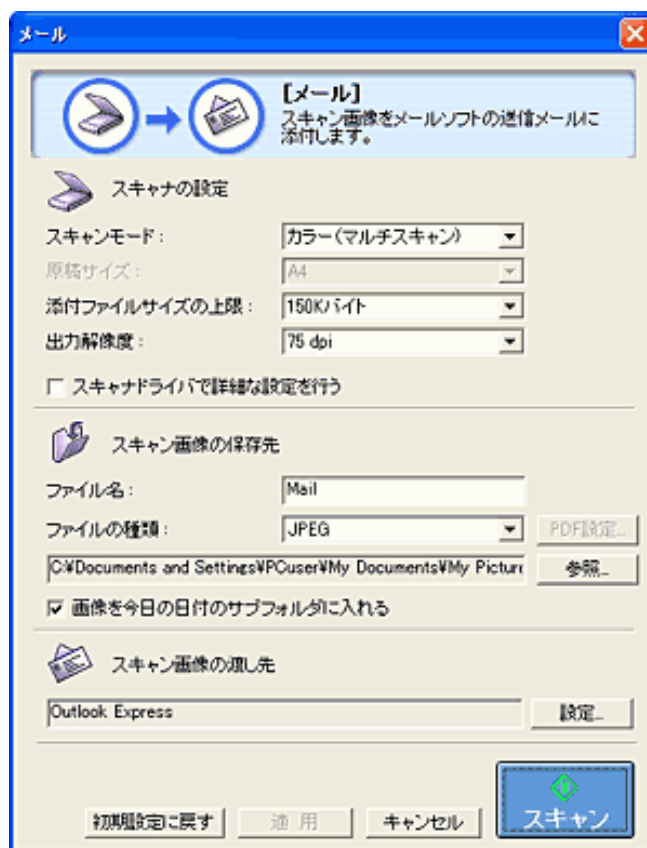 メール
[メール]
スキャン画像をメールソフトの送信メールに
添付します。
スキャナの設定
スキャンモード：
カラー(マルチスキャン)
原稿サイズ：
A4
添付ファイルサイズの上限：
150Kバイト
出力解像度：
75 dpi
スキャナドライバで詳細な設定を行う
スキャン画像の保存先
ファイル名：
Mail
ファイルの種類：
JPEG
PDF設定...
C:¥Documents and Settings¥PCuser¥My Documents¥My Picture
参照...
画像を今日の日付のサブフォルダに入れる
スキャン画像の渡し先
Outlook Express
設定...
初期設定に戻す
適 用
キャンセル
スキャン